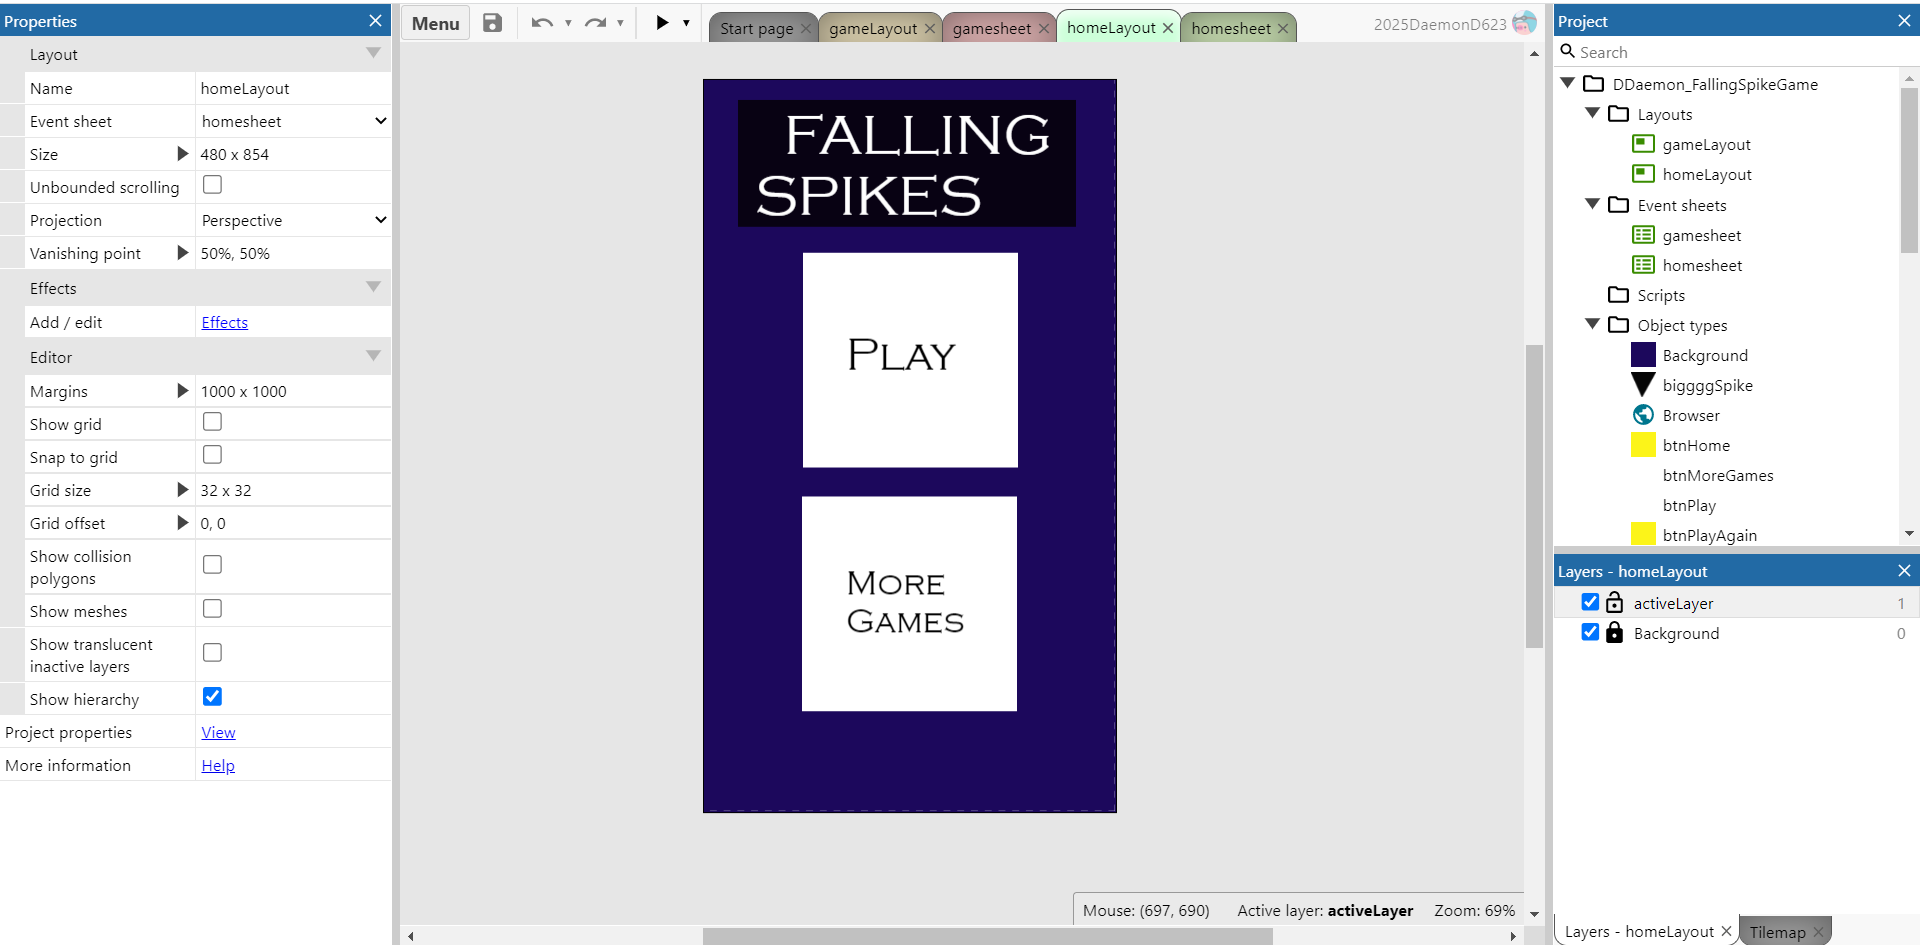 Properties
Layout
Name homeLayout
Event sheet homesheet
Size 480 x 854
Unbounded scrolling
Projection Perspective
Vanishing point 50%, 50%
Effects
Add / edit Effects
Editor
Margins 1000 x 1000
Show grid
Snap to grid
Grid size 32 x 32
Grid offset 0, 0
Show collision
polygons
Show meshes
Show translucent
inactive layers
Show hierarchy
Project properties View
More information Help
Menu
Start page gameLayout gamesheet homeLayout homesheet
2025DaemonD623
FALLING
SPIKES
PLAY
MORE
GAMES
Mouse: (697, 690) Active layer: activeLayer Zoom: 69%
Project
Search
DDaemon_FallingSpikeGame
Layouts
gameLayout
homeLayout
Event sheets
gamesheet
homesheet
Scripts
Object types
Background
biggggSpike
Browser
btnHome
btnMoreGames
btnPlay
btnPlayAgain
Layers - homeLayout
activeLayer 1
Background 0
Layers - homeLayout Tilemap